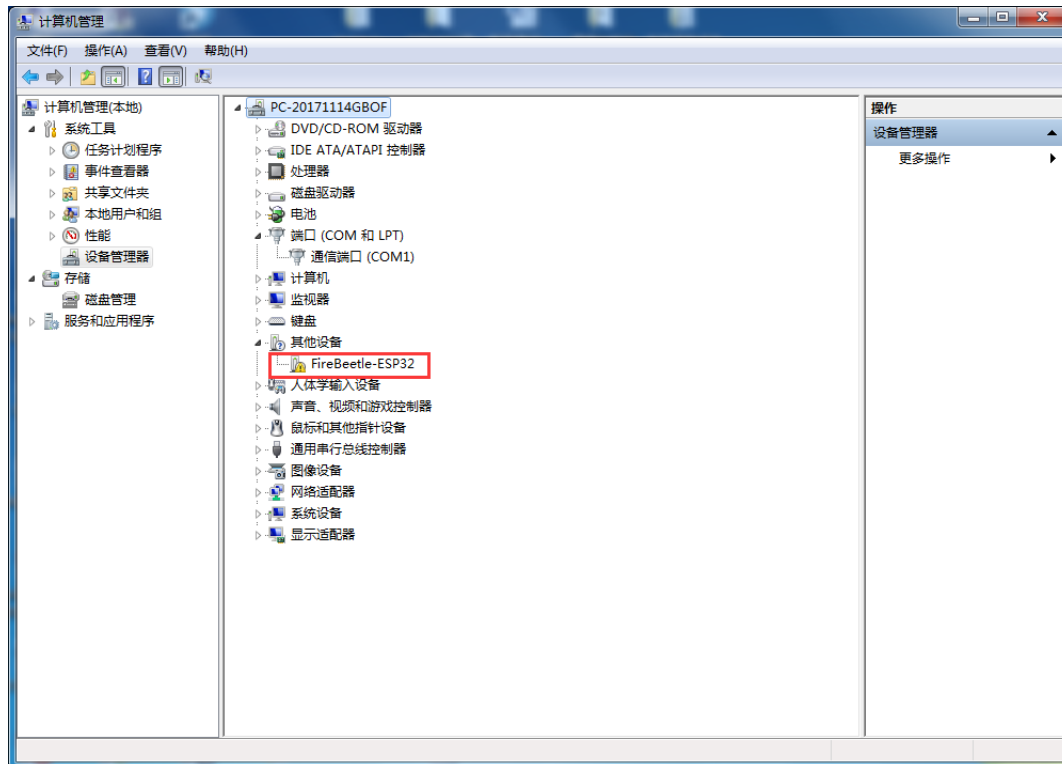 计算机管理
文件(F) 操作(A) 查看(V) 帮助(H)
计算机管理(本地)
系统工具
任务计划程序
事件查看器
共享文件夹
本地用户和组
性能
设备管理器
存储
磁盘管理
服务和应用程序
PC-20171114GBOF
DVD/CD-ROM 驱动器
IDE ATA/ATAPI 控制器
处理器
磁盘驱动器
电池
端口 (COM 和 LPT)
通信端口 (COM1)
计算机
监视器
键盘
其他设备
FireBeetle-ESP32
人体学输入设备
声音、视频和游戏控制器
鼠标和其他指针设备
通用串行总线控制器
图像设备
网络适配器
系统设备
显示适配器
操作
设备管理器
更多操作